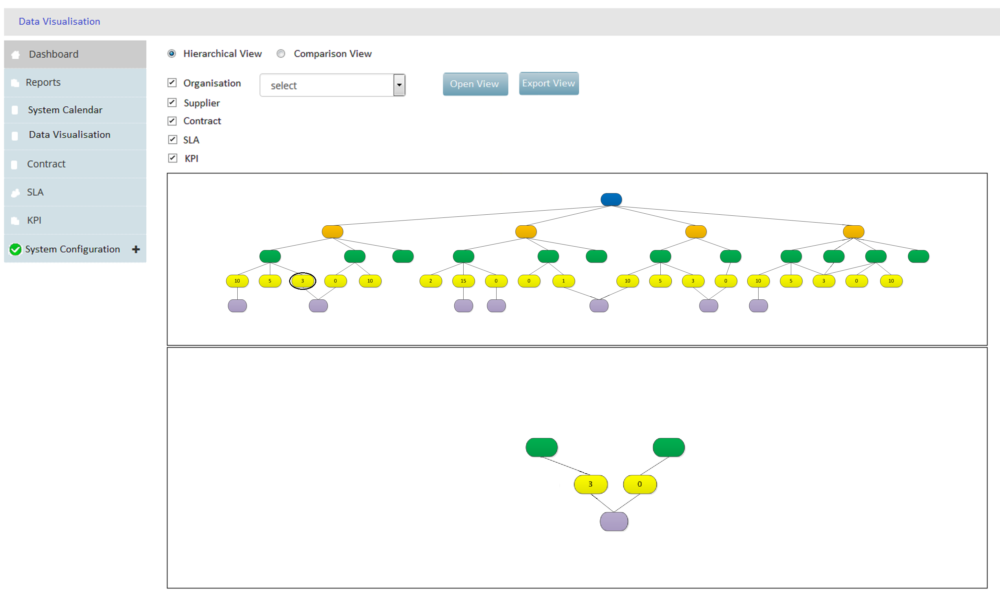 Data Visualisation
Dashboard
Reports
System Calendar
Data Visualisation
Contract
SLA
KPI
System Configuration
Hierarchical View Comparison View
Organisation select Open View Export View
Supplier
Contract
SLA
KPI
10 5 3 0 10 2 15 0 0 1 10 5 3 0 10 5 3 0 10
3 0